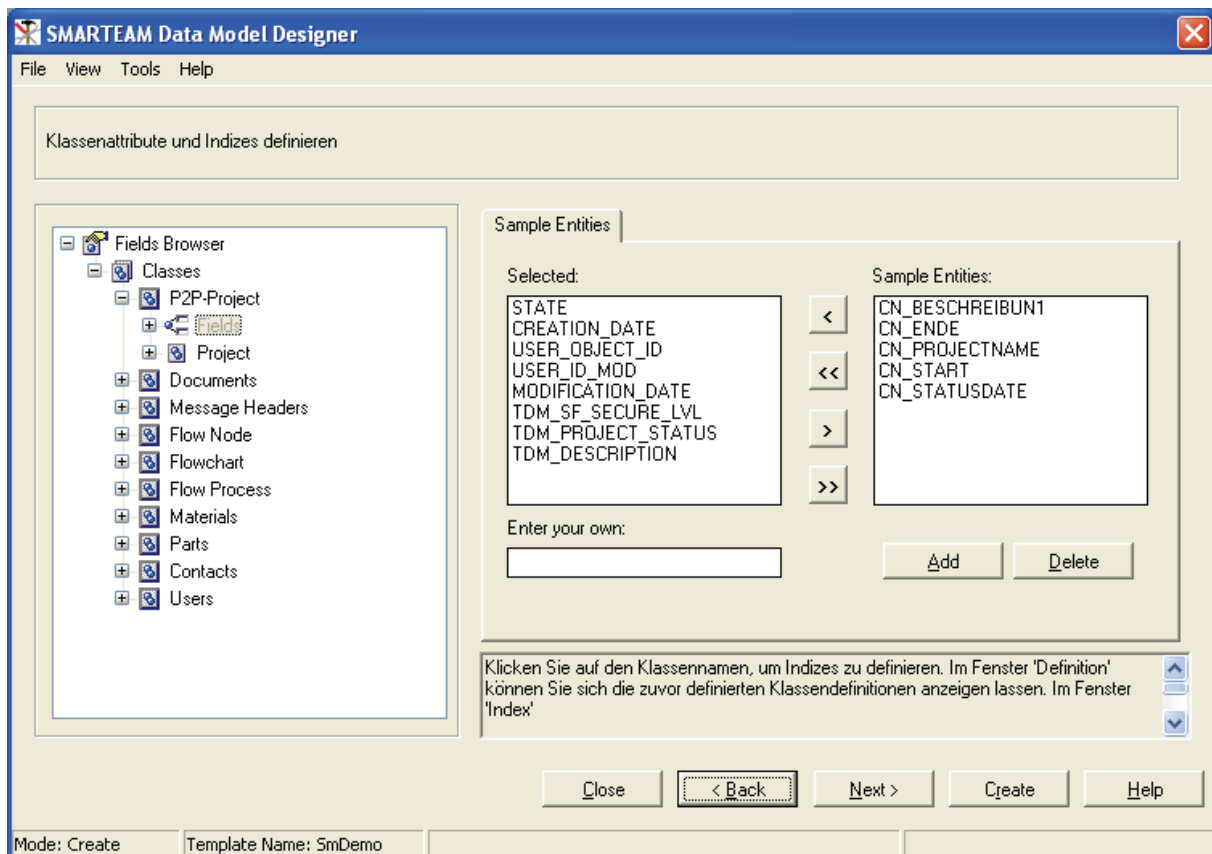 SMARTEAM Data Model Designer
File View Tools Help
Klassenattribute und Indizes definieren
Fields Browser
Classes
P2P-Project
Fields
Project
Documents
Message Headers
Flow Node
Flowchart
Flow Process
Materials
Parts
Contacts
Users
Sample Entities
Selected:
STATE
CREATION_DATE
USER_OBJECT_ID
USER_ID_MOD
MODIFICATION_DATE
TDM_SF_SECURE_LVL
TDM_PROJECT_STATUS
TDM_DESCRIPTION
<
<<
>
>>
Sample Entities:
CN_BESCHREIBUN1
CN_ENDE
CN_PROJECTNAME
CN_START
CN_STATUSDATE
Enter your own:
Add Delete
Klicken Sie auf den Klassennamen, um Indizes zu definieren. Im Fenster 'Definition'
können Sie sich die zuvor definierten Klassendefinitionen anzeigen lassen. Im Fenster
'Index'
Close < Back Next > Create Help
Mode: Create Template Name: SmDemo